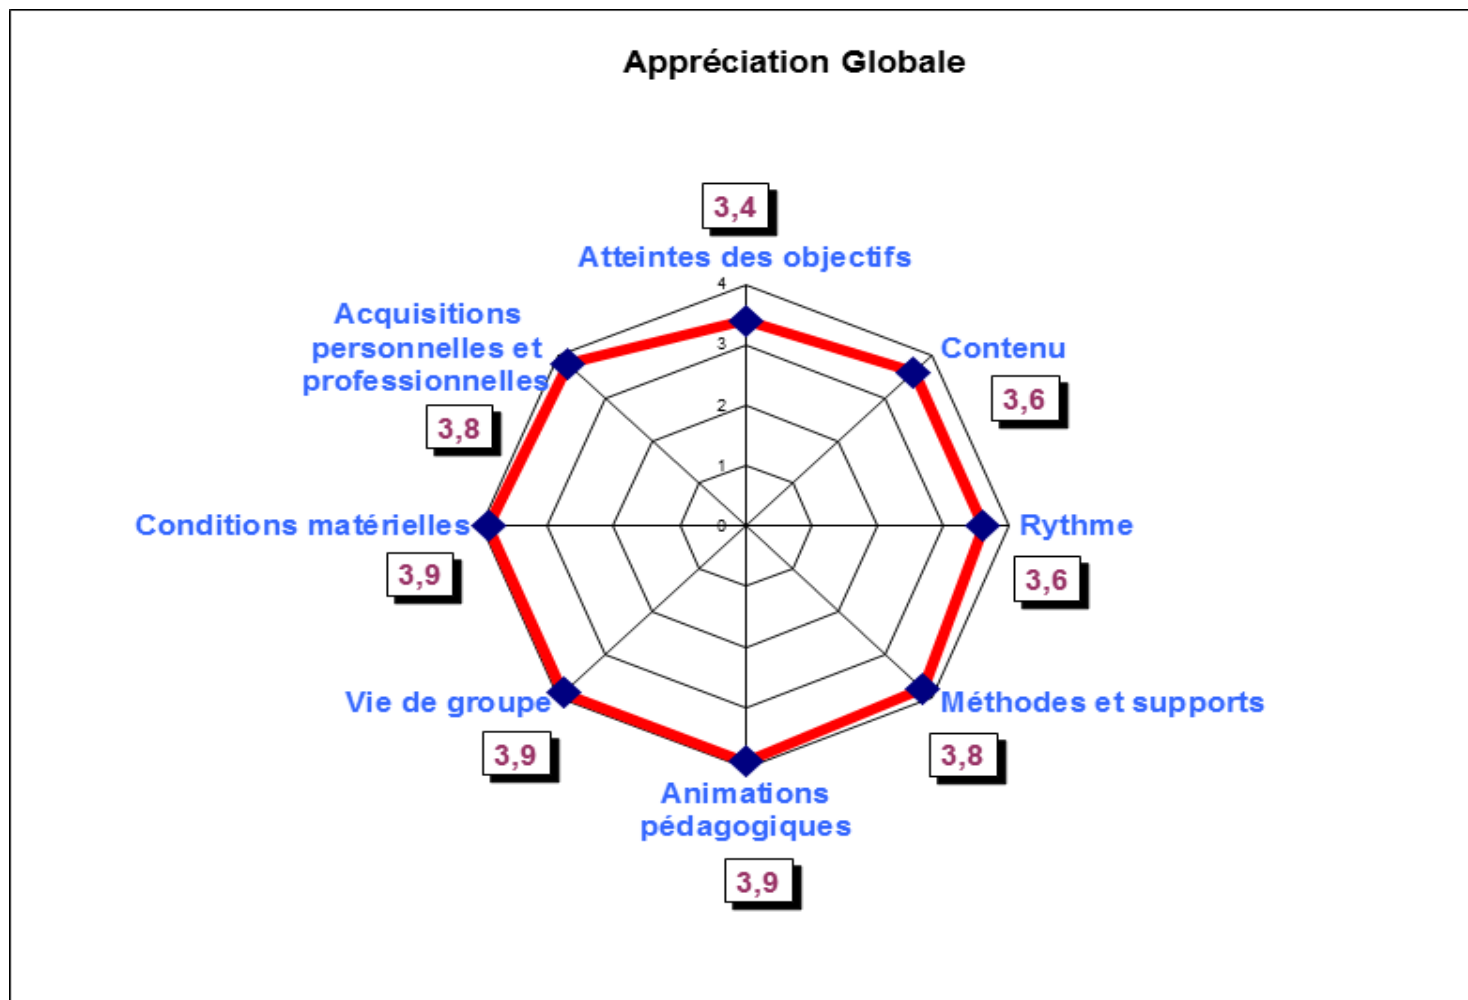 Appréciation Globale
3,4
Atteintes des objectifs
4
3
2
1
0
Contenu
3,6
Rythme
3,6
Méthodes et supports
3,8
Animations
pédagogiques
3,9
Vie de groupe
3,9
Conditions matérielles
3,9
Acquisitions
personnelles et
professionnelles
3,8